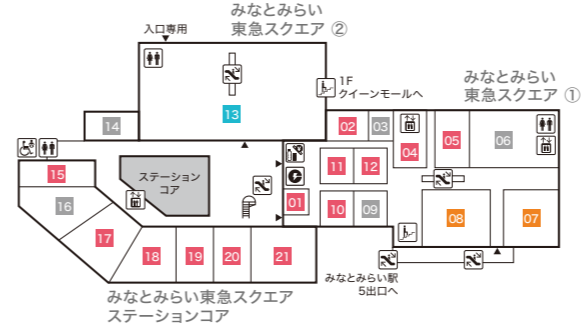 みなとみらい
東急スクエア ②
入口専用
1F
クイーンモールへ
みなとみらい
東急スクエア ①
13
14
02
03
04
05
06
15
16
ステーション
コア
11
12
01
10
09
08
07
17
18
19
20
21
みなとみらい駅
5出口へ
みなとみらい東急スクエア
ステーションコア